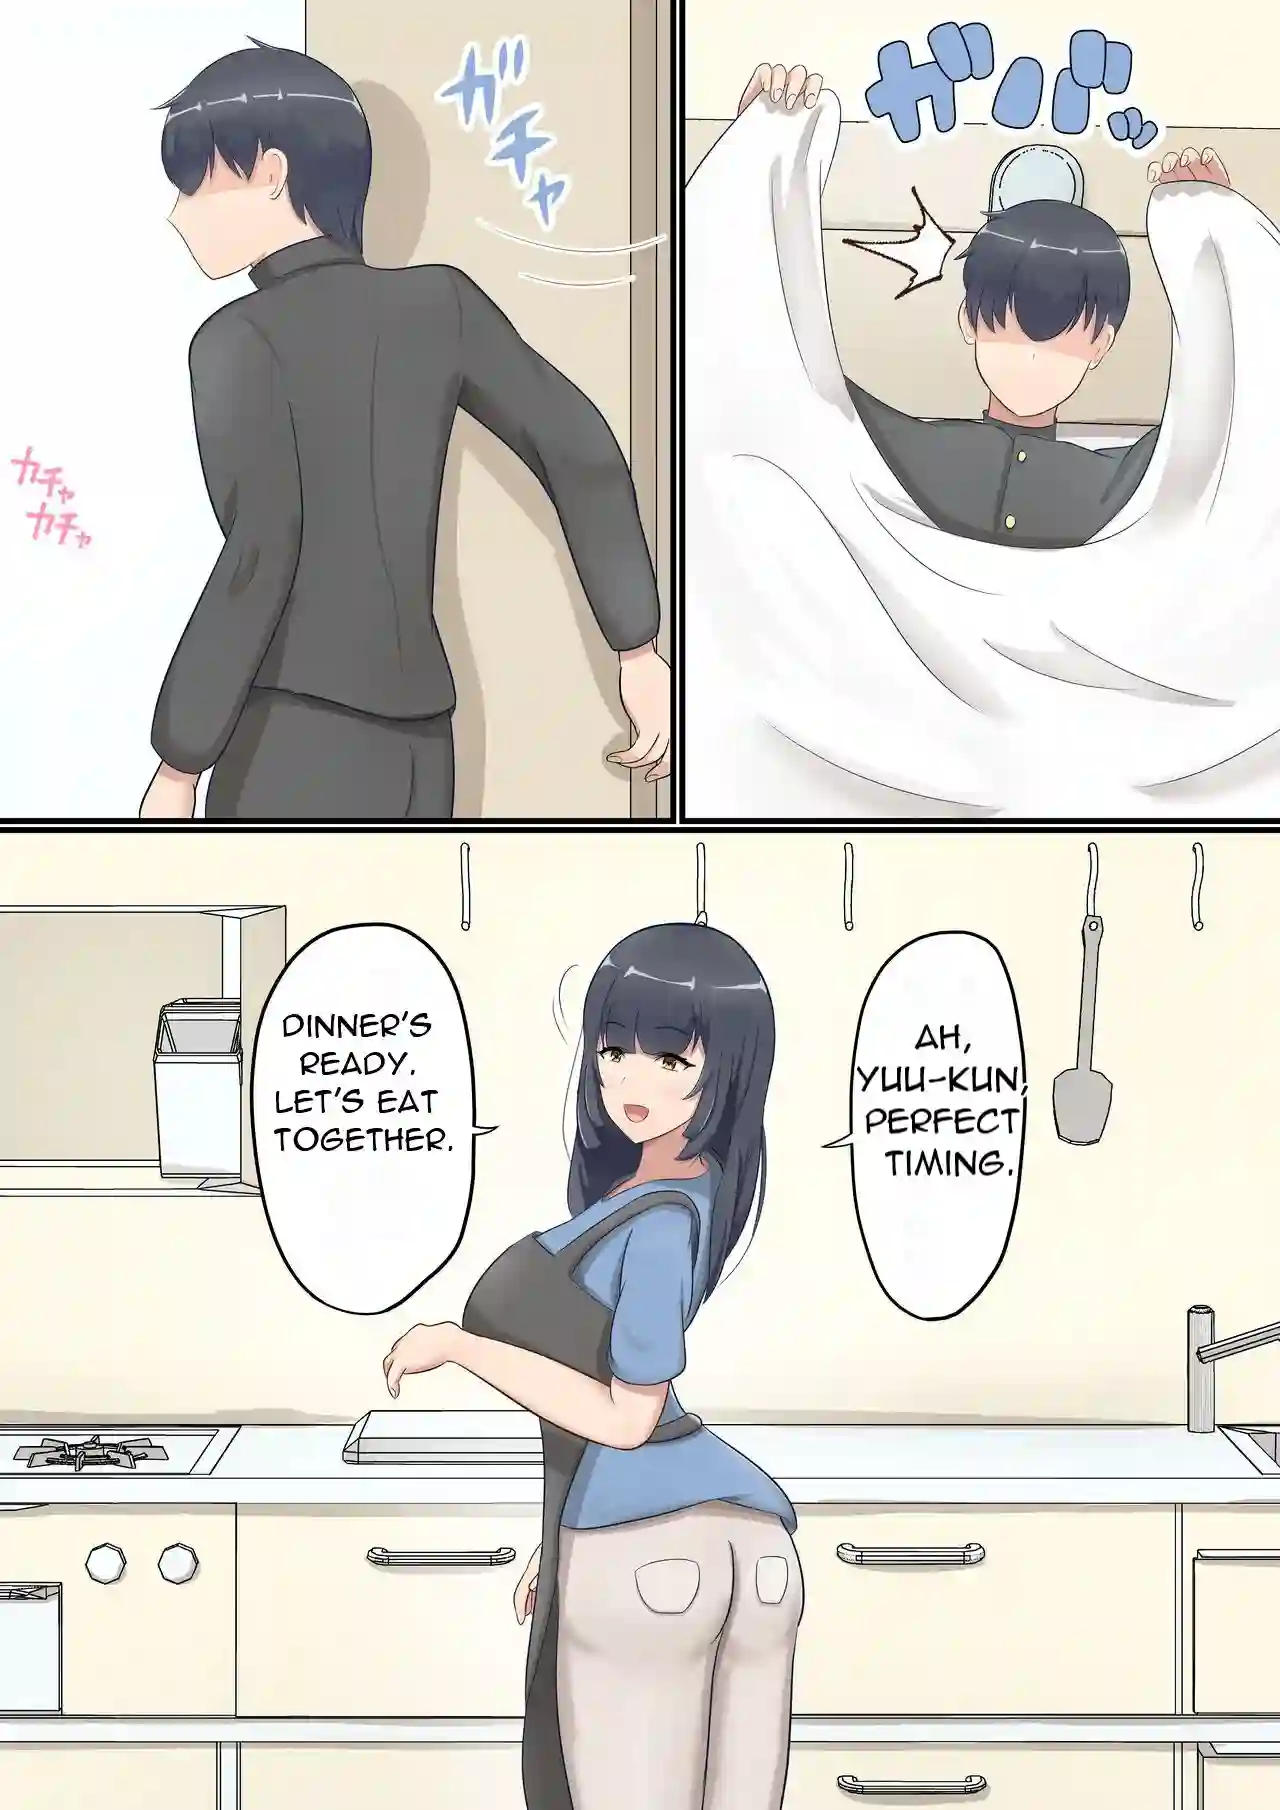 ガバッ
ガチャ
カチャ
カチャ
AH,
YUU-KUN,
PERFECT
TIMING.
DINNER'S
READY.
LET'S EAT
TOGETHER.